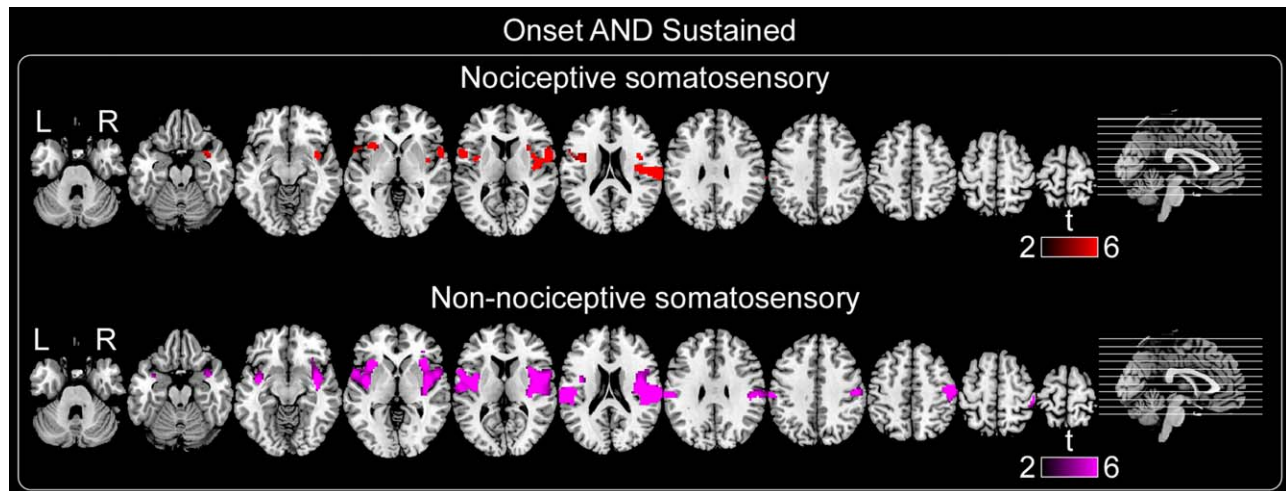 Onset AND Sustained
Nociceptive somatosensory
L R
t
2 6
Non-nociceptive somatosensory
L R
t
2 6